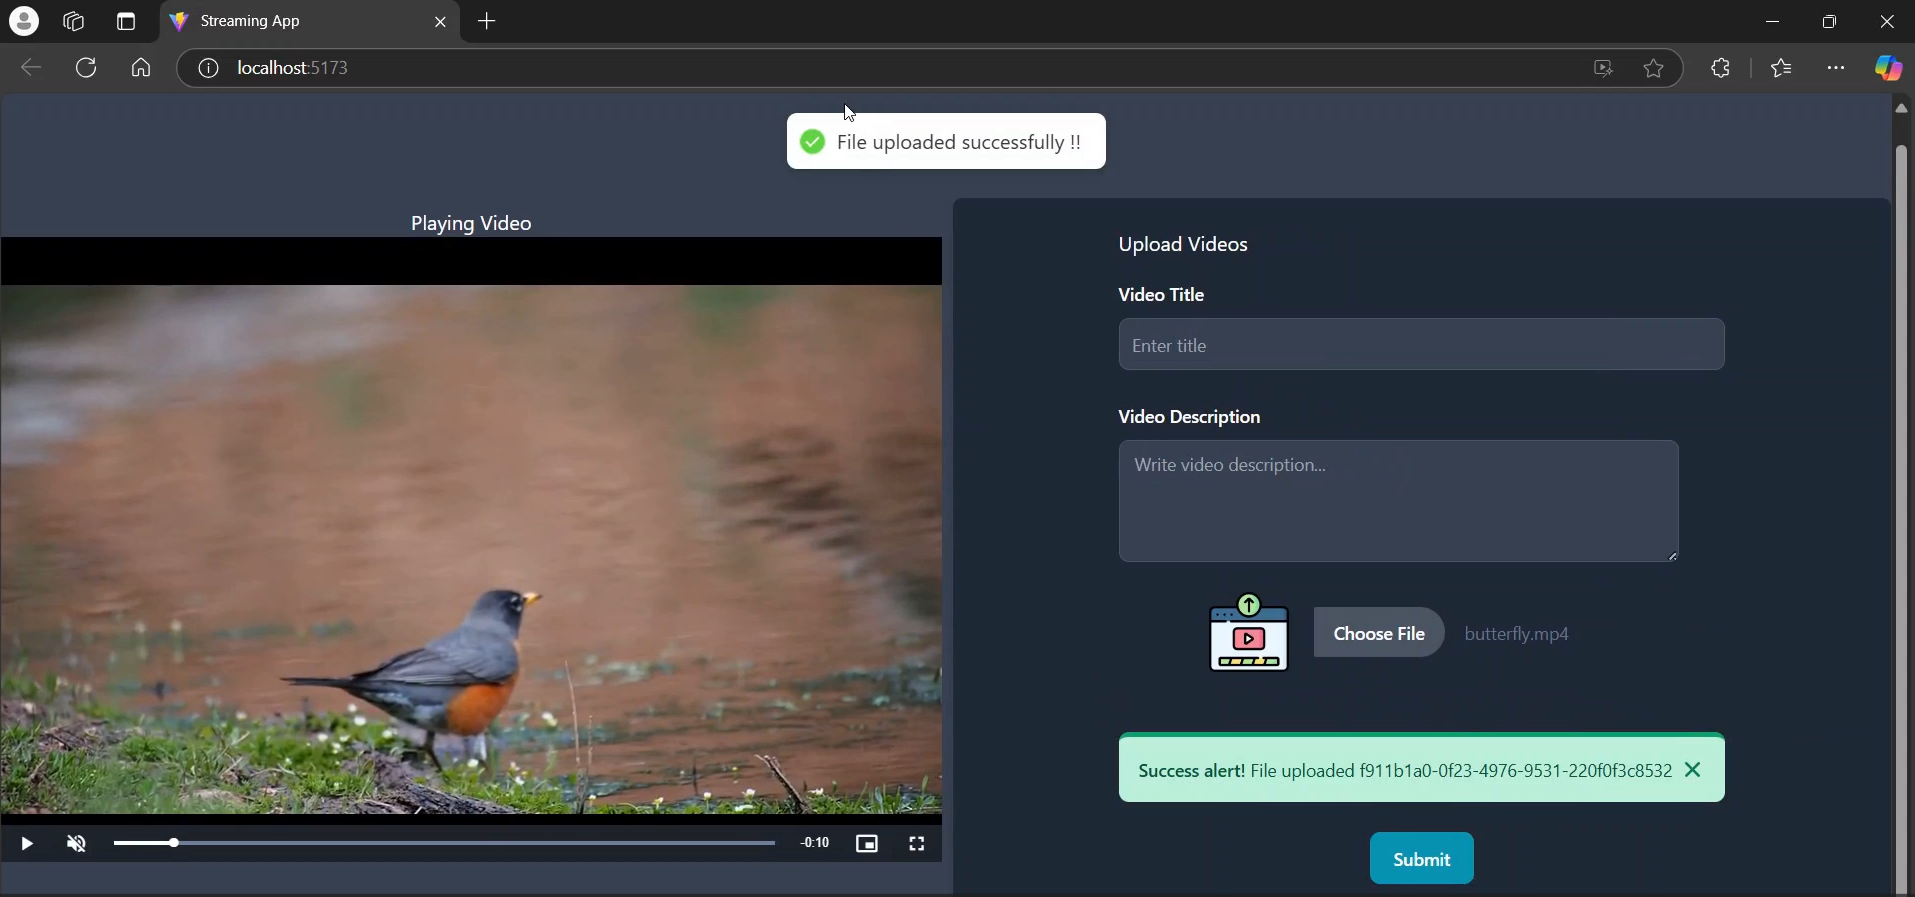 Streaming App
localhost:5173
File uploaded successfully !!
Playing Video
Upload Videos
Video Title
Enter title
Video Description
Write video description...
Choose File butterfly.mp4
Success alert! File uploaded f911b1a0-0f23-4976-9531-220f0f3c8532
-0:10
Submit